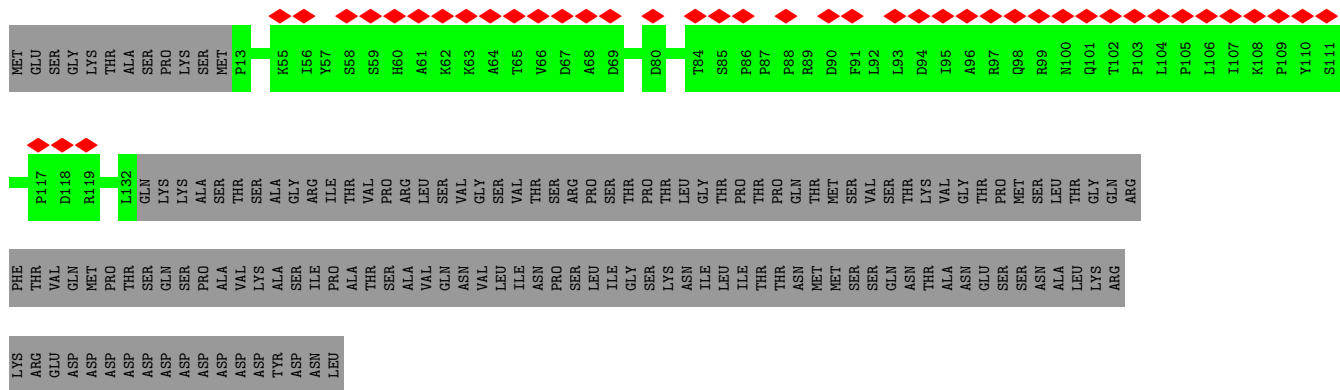 MET GLU SER GLY LYS THR ALA SER PRO LYS SER MET P13 K55 I56 Y57 S58 S59 H60 A61 K62 K63 A64 T65 V66 D67 A68 D69 D80 T84 S85 P86 P87 P88 R89 D90 F91 L92 L93 D94 I95 A96 R97 Q98 R99 N100 Q101 T102 P103 L104 P105 L106 I107 K108 P109 Y110 S111
P117 D118 R119 L132 GLN LYS LYS ALA SER THR SER ALA GLY ARG ILE THR VAL PRO ARG LEU SER VAL GLY SER VAL THR SER ARG PRO SER THR PRO THR LEU GLY THR PRO THR PRO GLN THR MET SER VAL SER THR LYS VAL GLY THR PRO MET SER LEU THR GLY GLN ARG
PHE THR VAL GLN MET PRO THR SER GLN SER PRO ALA VAL LYS ALA SER ILE PRO ALA THR SER ALA VAL GLN ASN VAL LEU ILE ASN PRO SER LEU ILE GLY SER LYS ASN ILE LEU ILE THR THR ASN MET MET SER SER GLN ASN THR ALA ASN GLU SER SER ASN ALA LEU LYS ARG
LYS ARG GLU ASP ASP ASP ASP ASP ASP ASP ASP ASP ASP TYR ASP ASN LEU